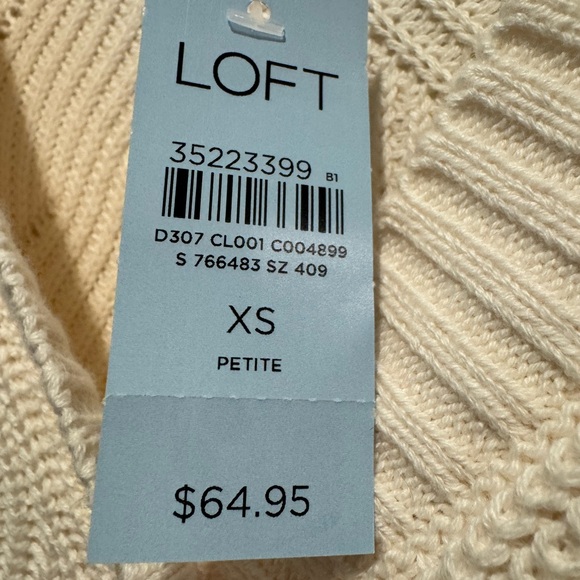 LOFT
35223399 B1
D307 CL001 C004899
S 766483 SZ 409
XS
PETITE
$64.95